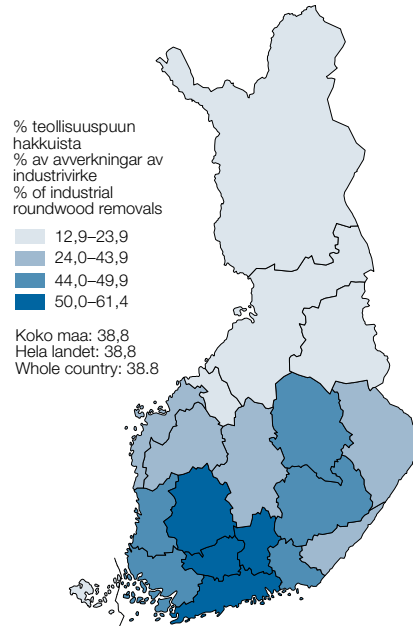 % teollisuuspuun
hakkuista
% av avverkningar av
industrivirke
% of industrial
roundwood removals
12,9–23,9
24,0–43,9
44,0–49,9
50,0–61,4
Koko maa: 38,8
Hela landet: 38,8
Whole country: 38.8